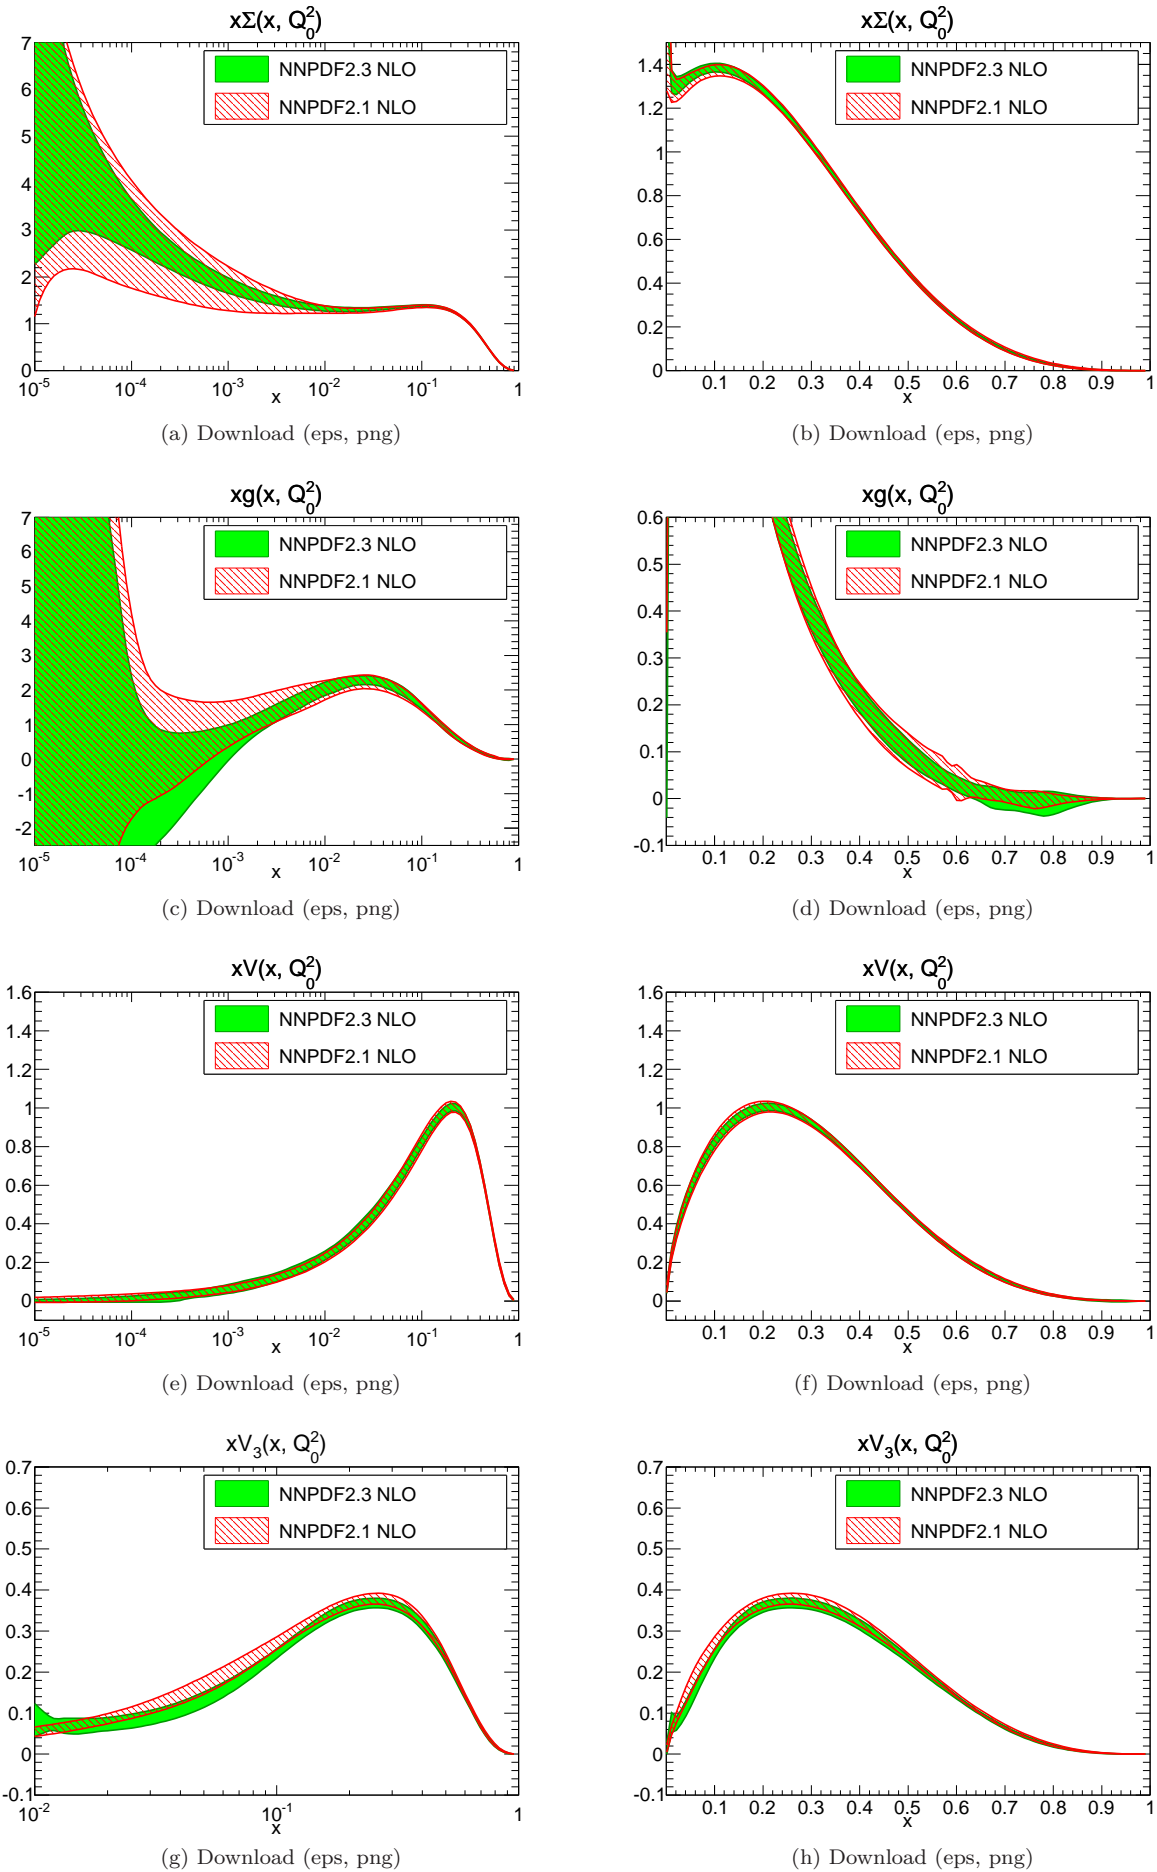 xΣ(x, Q₀²)
7
6
5
4
3
2
1
0
10⁻⁵ 10⁻⁴ 10⁻³ 10⁻² 10⁻¹ 1
x
NNPDF2.3 NLO
NNPDF2.1 NLO
(a) Download (eps, png)
xΣ(x, Q₀²)
1.4
1.2
1
0.8
0.6
0.4
0.2
0
0.1 0.2 0.3 0.4 0.5 0.6 0.7 0.8 0.9 1
x
NNPDF2.3 NLO
NNPDF2.1 NLO
(b) Download (eps, png)
xg(x, Q₀²)
7
6
5
4
3
2
1
0
-1
-2
10⁻⁵ 10⁻⁴ 10⁻³ 10⁻² 10⁻¹ 1
x
NNPDF2.3 NLO
NNPDF2.1 NLO
(c) Download (eps, png)
xg(x, Q₀²)
0.6
0.5
0.4
0.3
0.2
0.1
0
-0.1
0.1 0.2 0.3 0.4 0.5 0.6 0.7 0.8 0.9 1
x
NNPDF2.3 NLO
NNPDF2.1 NLO
(d) Download (eps, png)
xV(x, Q₀²)
1.6
1.4
1.2
1
0.8
0.6
0.4
0.2
0
10⁻⁵ 10⁻⁴ 10⁻³ 10⁻² 10⁻¹ 1
x
NNPDF2.3 NLO
NNPDF2.1 NLO
(e) Download (eps, png)
xV(x, Q₀²)
1.6
1.4
1.2
1
0.8
0.6
0.4
0.2
0
0.1 0.2 0.3 0.4 0.5 0.6 0.7 0.8 0.9 1
x
NNPDF2.3 NLO
NNPDF2.1 NLO
(f) Download (eps, png)
xV₃(x, Q₀²)
0.7
0.6
0.5
0.4
0.3
0.2
0.1
0
-0.1
10⁻² 10⁻¹ 1
x
NNPDF2.3 NLO
NNPDF2.1 NLO
(g) Download (eps, png)
xV₃(x, Q₀²)
0.7
0.6
0.5
0.4
0.3
0.2
0.1
0
-0.1
0.1 0.2 0.3 0.4 0.5 0.6 0.7 0.8 0.9 1
x
NNPDF2.3 NLO
NNPDF2.1 NLO
(h) Download (eps, png)